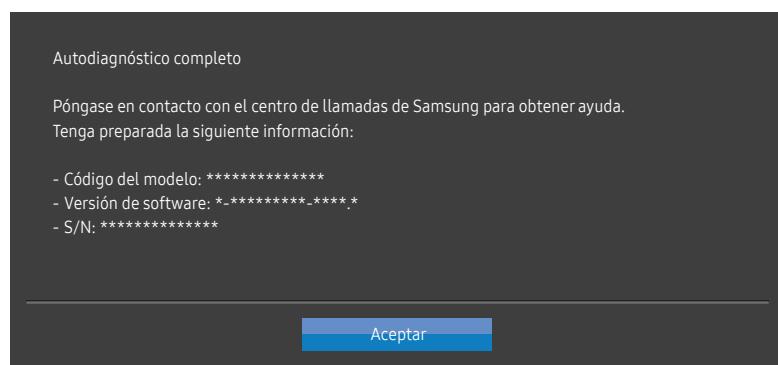 Autodiagnóstico completo
Póngase en contacto con el centro de llamadas de Samsung para obtener ayuda.
Tenga preparada la siguiente información:
- Código del modelo: **************
- Versión de software: *-*********-****.*
- S/N: **************
Aceptar